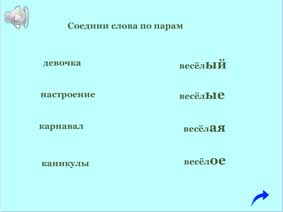 Соедини слова по парам
девочка весёлый
настроение весёлые
карнавал весёлая
каникулы весёлое